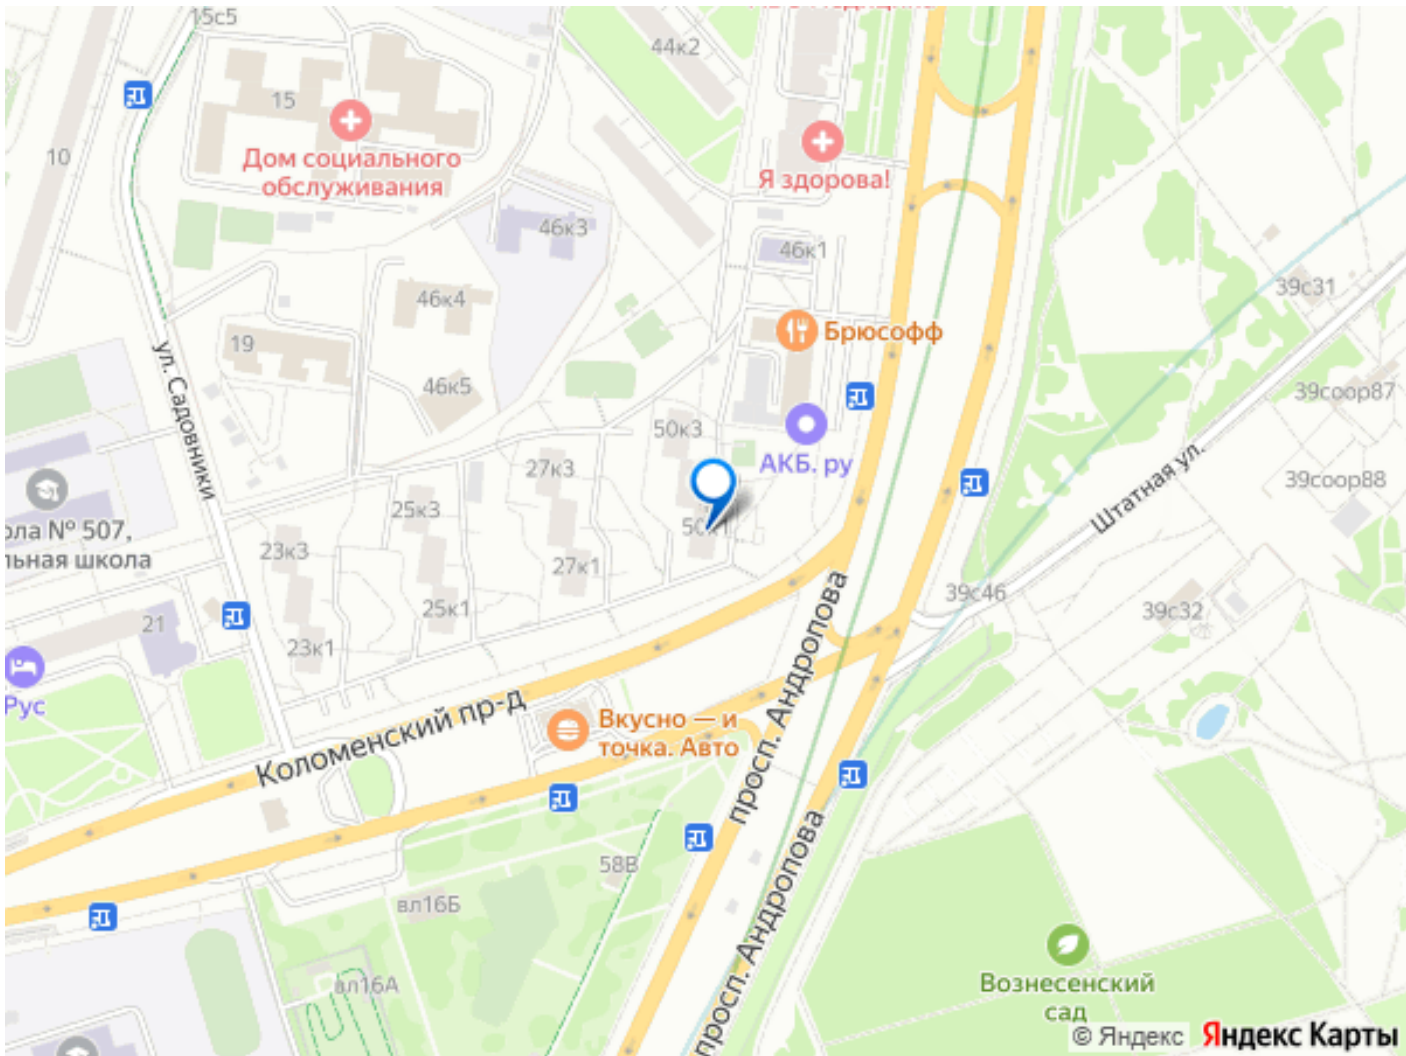 15с5
44к2
15
10
Дом социального
обслуживания
Я здорова!
46к3
46к1
39с31
46к4
Брюсофф
19
ул. Садовники
46к5
39соор87
50к3
АКБ. ру
27к3
Штатная ул.
39соор88
25к3
№ 507,
школа
23к3
27к1
39с46
25к1
39с32
21
23к1
Рус
просп. Андропова
Коломенский пр-д
Вкусно — и
точка. Авто
просп. Андропова
58В
вл16Б
вл16А
Вознесенский
сад
© Яндекс Яндекс Карты